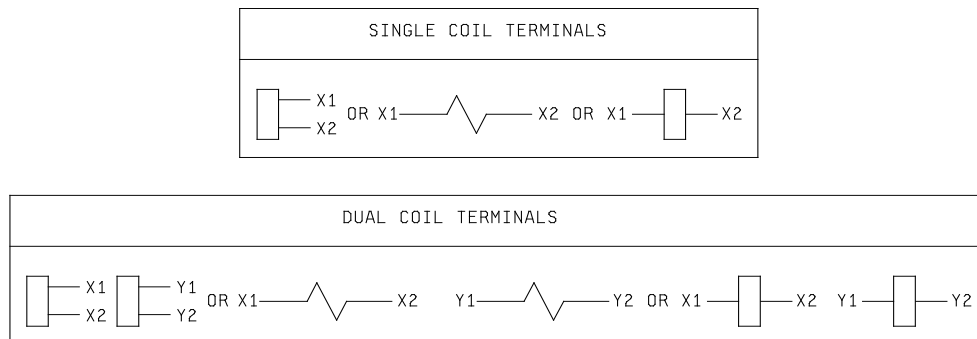 SINGLE COIL TERMINALS
X1
X2
OR X1 X2 OR X1 X2
DUAL COIL TERMINALS
X1 Y1
X2 Y2
OR X1 X2 Y1 Y2 OR X1 X2 Y1 Y2